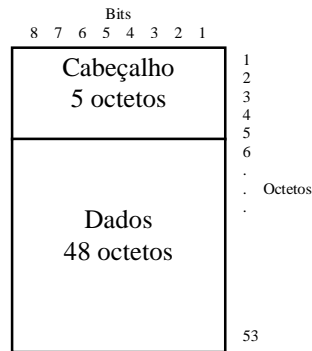 Bits
8 7 6 5 4 3 2 1
Cabeçalho
5 octetos
Dados
48 octetos
1
2
3
4
5
6
.
.
.
Octetos
53